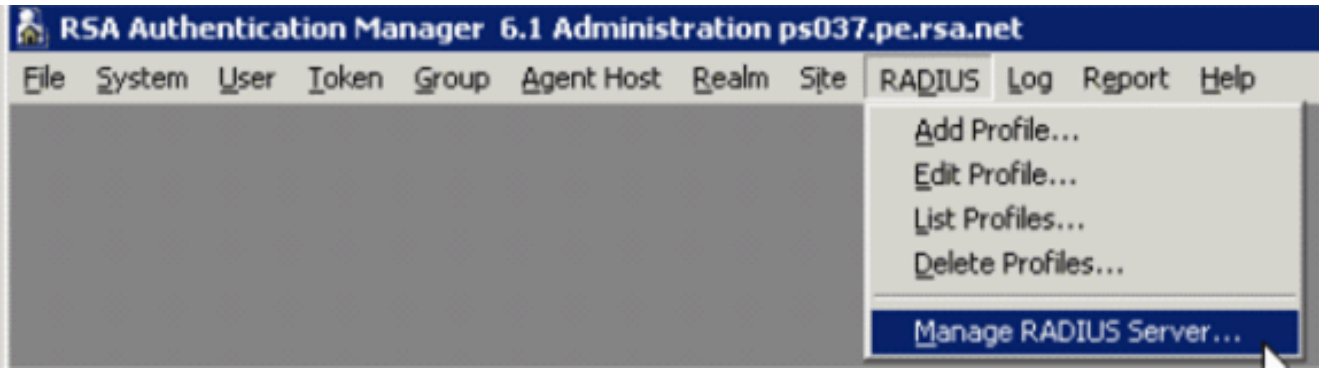 RSA Authentication Manager 6.1 Administration ps037.pe.rsa.net
File System User Token Group Agent Host Realm Site RADIUS Log Report Help
Add Profile...
Edit Profile...
List Profiles...
Delete Profiles...
Manage RADIUS Server...